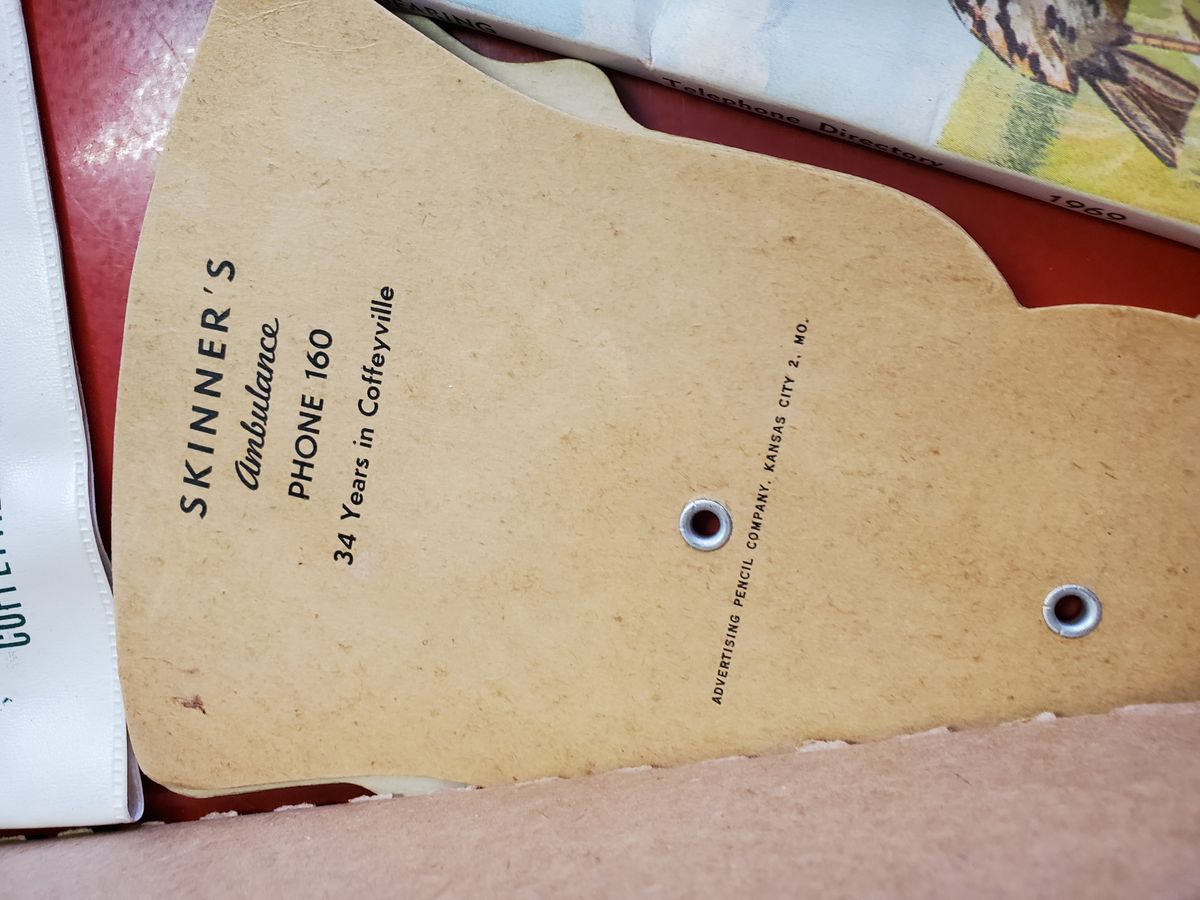 SKINNER'S
Ambulance
PHONE 160
34 Years in Coffeyville
ADVERTISING PENCIL COMPANY, KANSAS CITY 2, MO.
Telephone Directory
1969